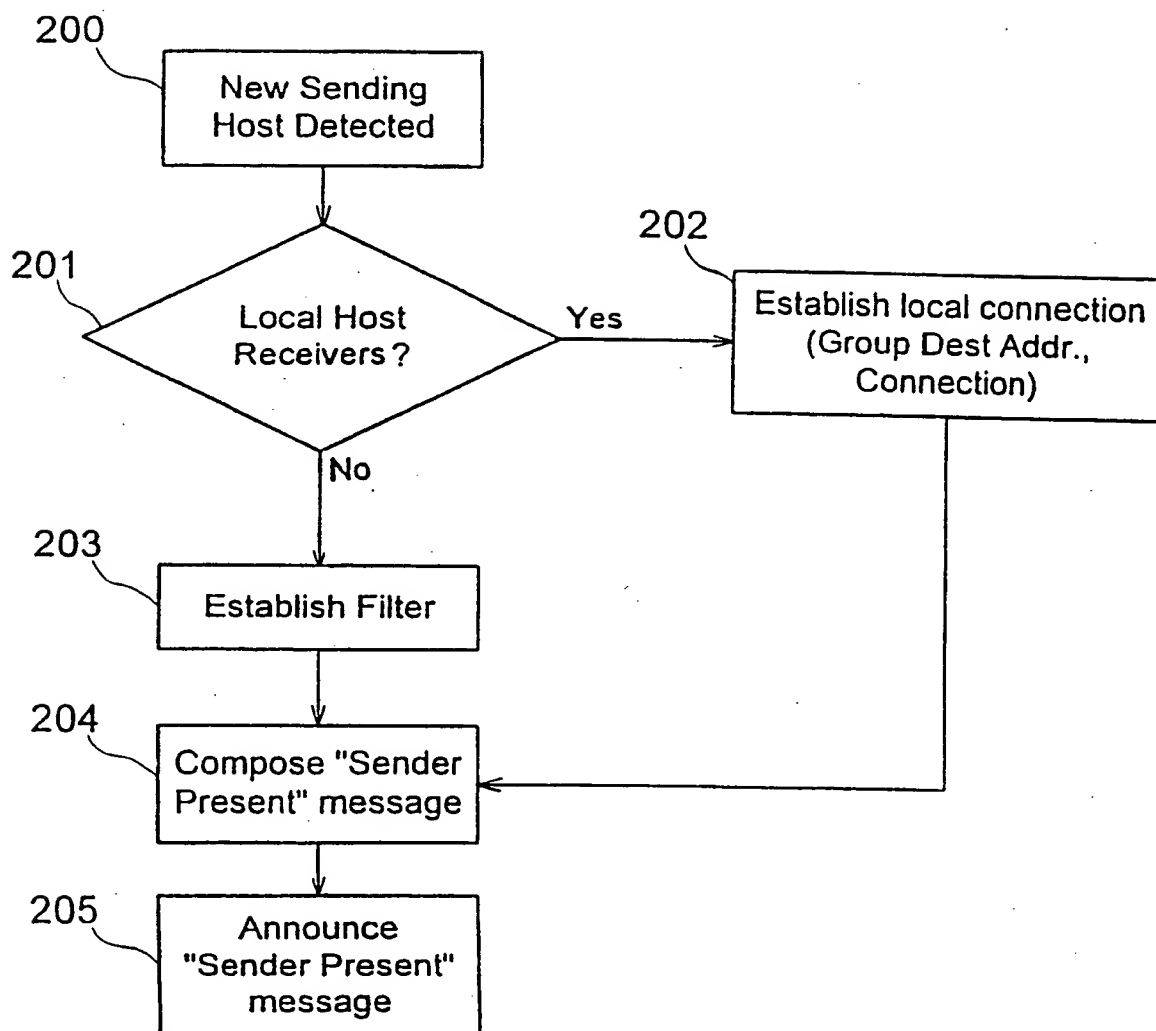 200
New Sending
Host Detected
201
Local Host
Receivers?
Yes
202
Establish local connection
(Group Dest Addr.,
Connection)
No
203
Establish Filter
204
Compose "Sender
Present" message
205
Announce
"Sender Present"
message